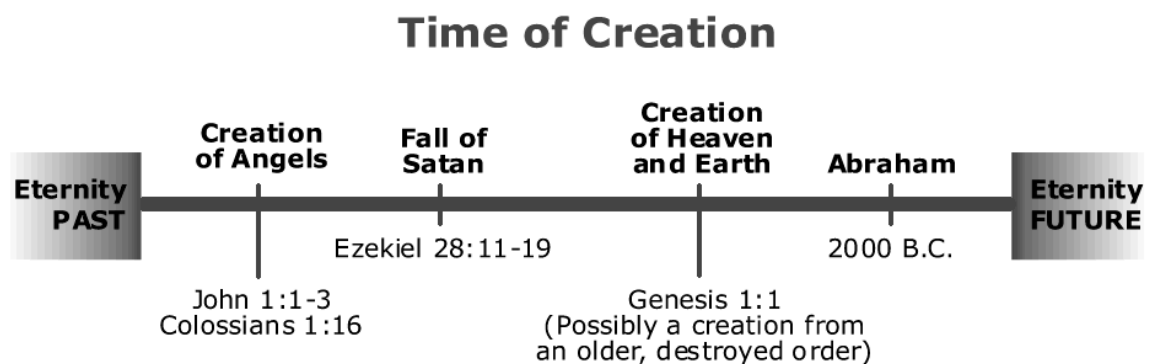 Time of Creation
Eternity
PAST
Creation
of Angels
John 1:1-3
Colossians 1:16
Fall of
Satan
Ezekiel 28:11-19
Creation
of Heaven
and Earth
Genesis 1:1
(Possibly a creation from
an older, destroyed order)
Abraham
2000 B.C.
Eternity
FUTURE